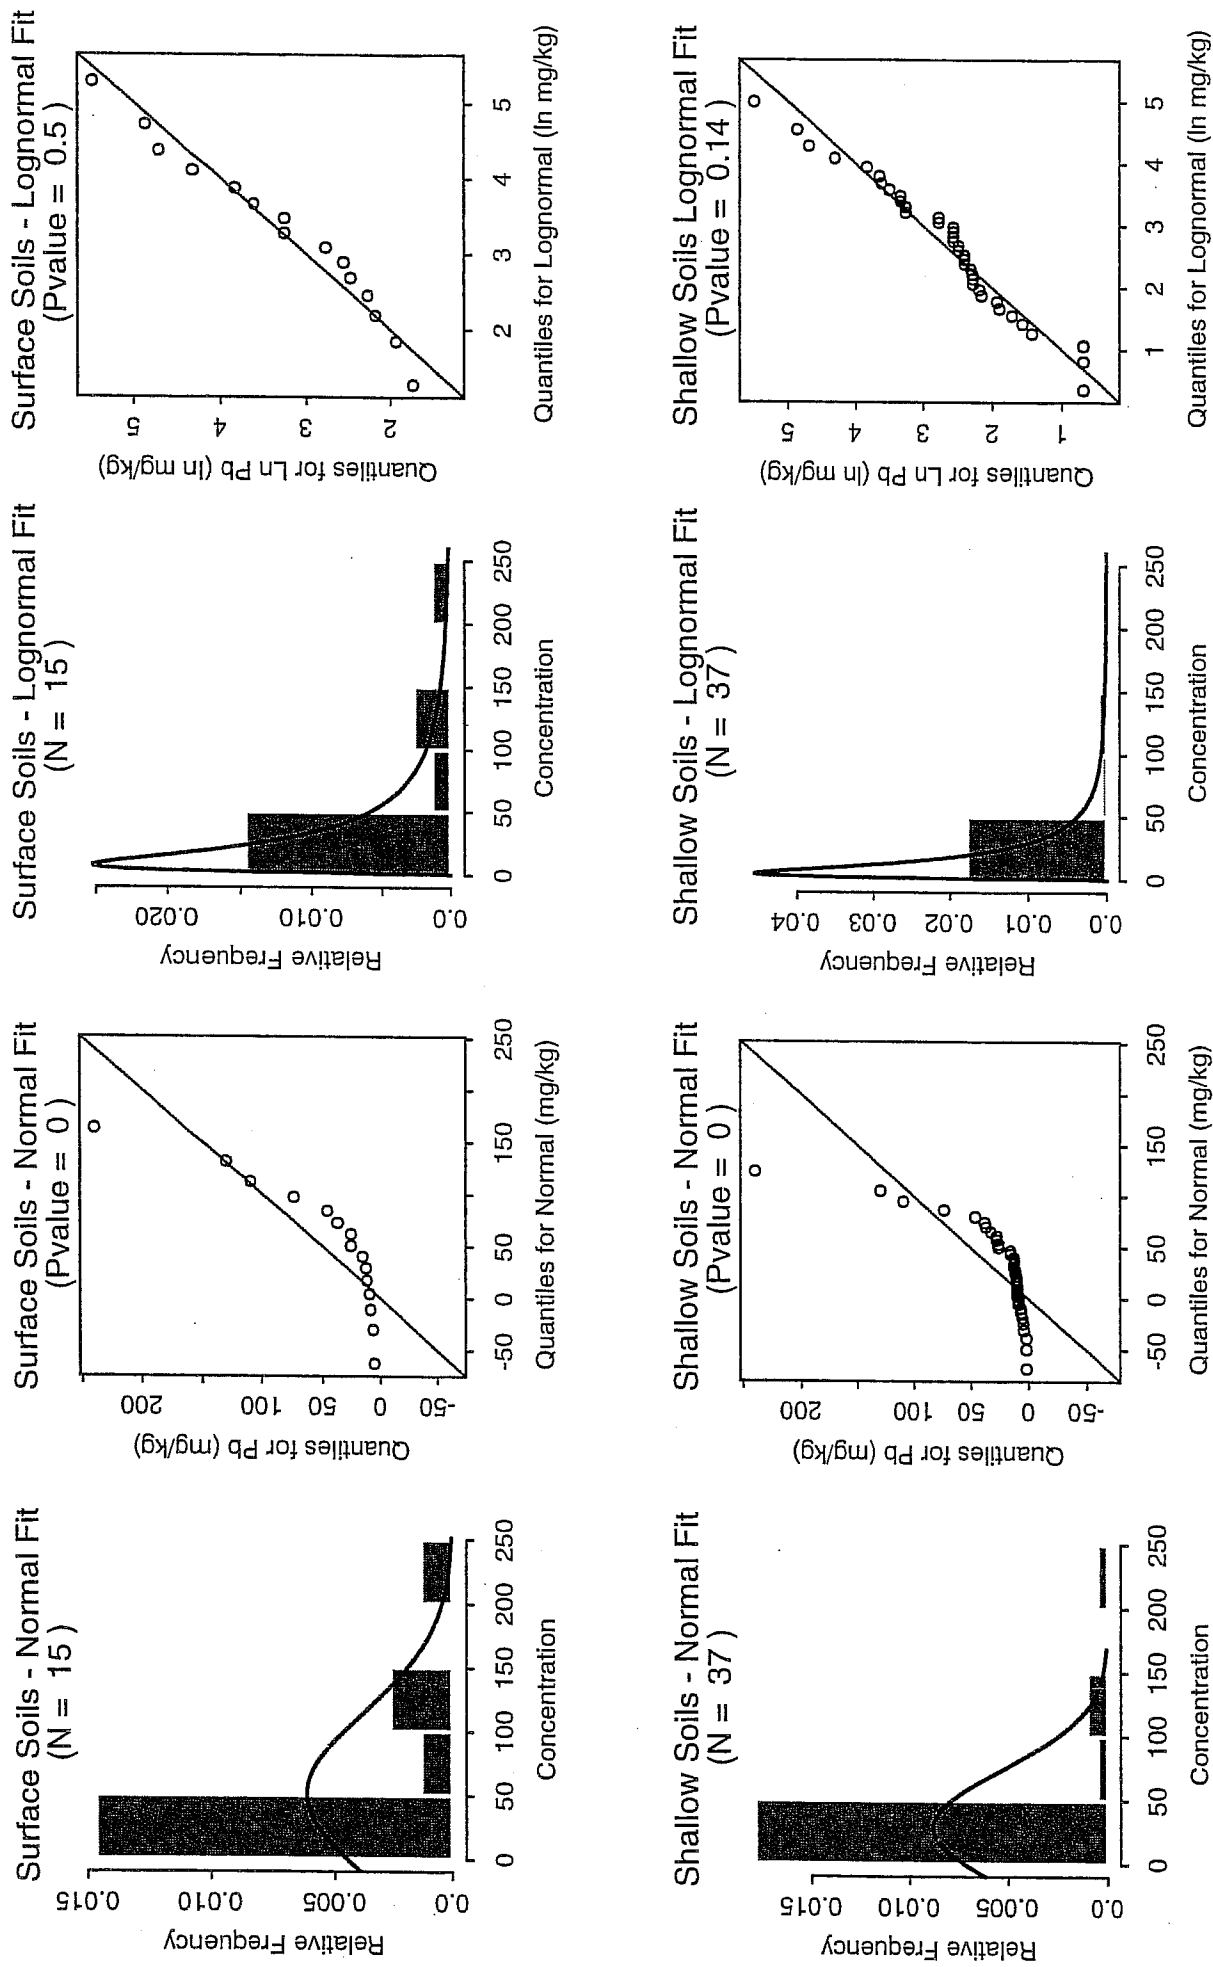 Surface Soils - Normal Fit
(N = 15 )
Relative Frequency
0.015
0.010
0.005
0.0
0 50 100 150 200 250
Concentration
Surface Soils - Normal Fit
(Pvalue = 0 )
Quantiles for Pb (mg/kg)
200
100
50
0
-50
-50 0 50 150 250
Quantiles for Normal (mg/kg)
Surface Soils - Lognormal Fit
(N = 15 )
Relative Frequency
0.020
0.010
0.0
0 50 100 150 200 250
Concentration
Surface Soils - Lognormal Fit
(Pvalue = 0.5 )
Quantiles for Ln Pb (ln mg/kg)
5
4
3
2
2 3 4 5
Quantiles for Lognormal (ln mg/kg)
Shallow Soils - Normal Fit
(N = 37 )
Relative Frequency
0.015
0.010
0.005
0.0
0 50 100 150 200 250
Concentration
Shallow Soils - Normal Fit
(Pvalue = 0 )
Quantiles for Pb (mg/kg)
200
100
50
0
-50
-50 0 50 150 250
Quantiles for Normal (mg/kg)
Shallow Soils - Lognormal Fit
(N = 37 )
Relative Frequency
0.04
0.03
0.02
0.01
0.0
0 50 100 150 200 250
Concentration
Shallow Soils Lognormal Fit
(Pvalue = 0.14 )
Quantiles for Ln Pb (ln mg/kg)
5
4
3
2
1
1 2 3 4 5
Quantiles for Lognormal (ln mg/kg)